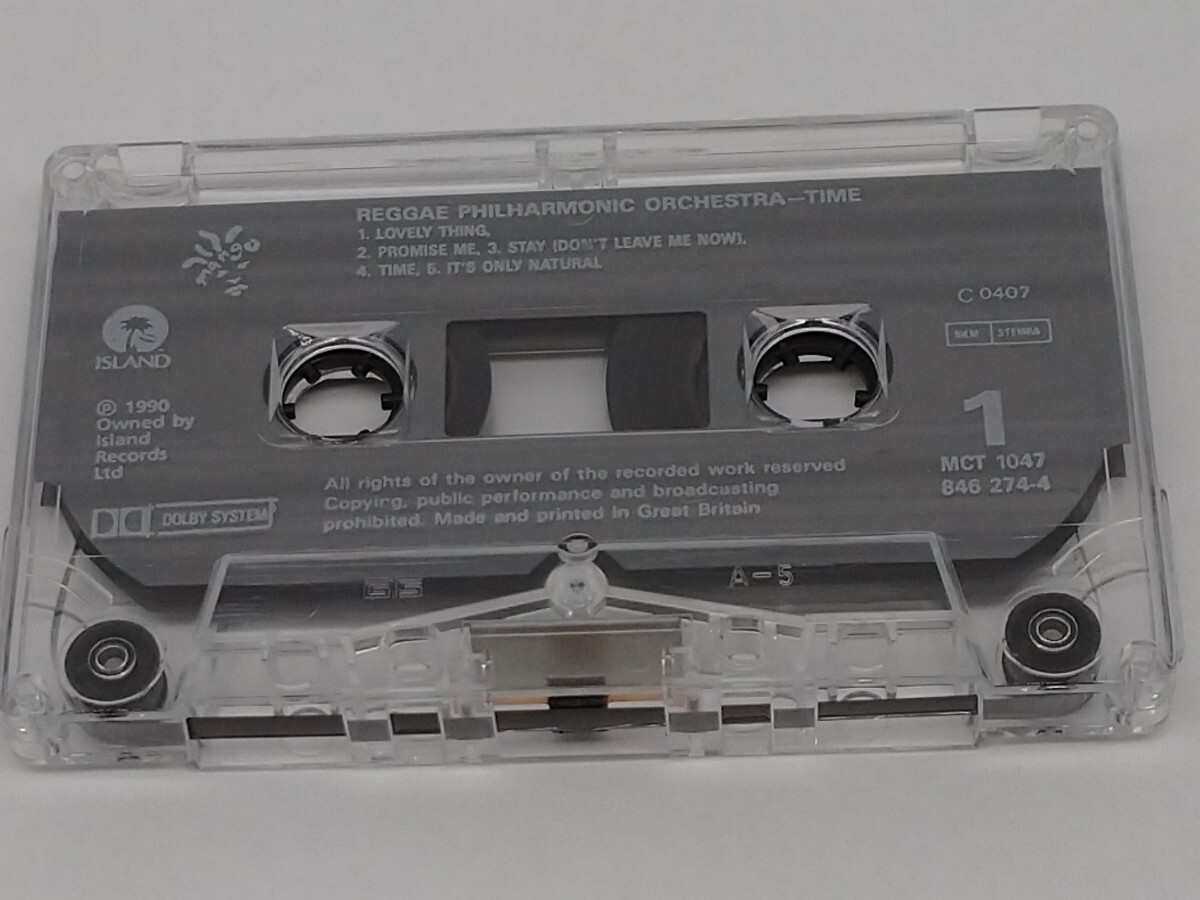 REGGAE PHILHARMONIC ORCHESTRA—TIME
1. LOVELY THING,
2. PROMISE ME, 3. STAY (DON'T LEAVE ME NOW),
4. TIME, 5. IT'S ONLY NATURAL
mango
ISLAND
℗ 1990
Owned by
Island
Records
Ltd
DOLBY SYSTEM
All rights of the owner of the recorded work reserved
Copying, public performance and broadcasting
prohibited. Made and printed in Great Britain
C 0407
BIEM STEMRA
1
MCT 1047
846 274-4
A-5